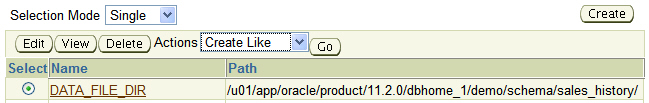 Selection Mode Single Create
Edit View Delete Actions Create Like Go
Select Name Path
DATA_FILE_DIR /u01/app/oracle/product/11.2.0/dbhome_1/demo/schema/sales_history/